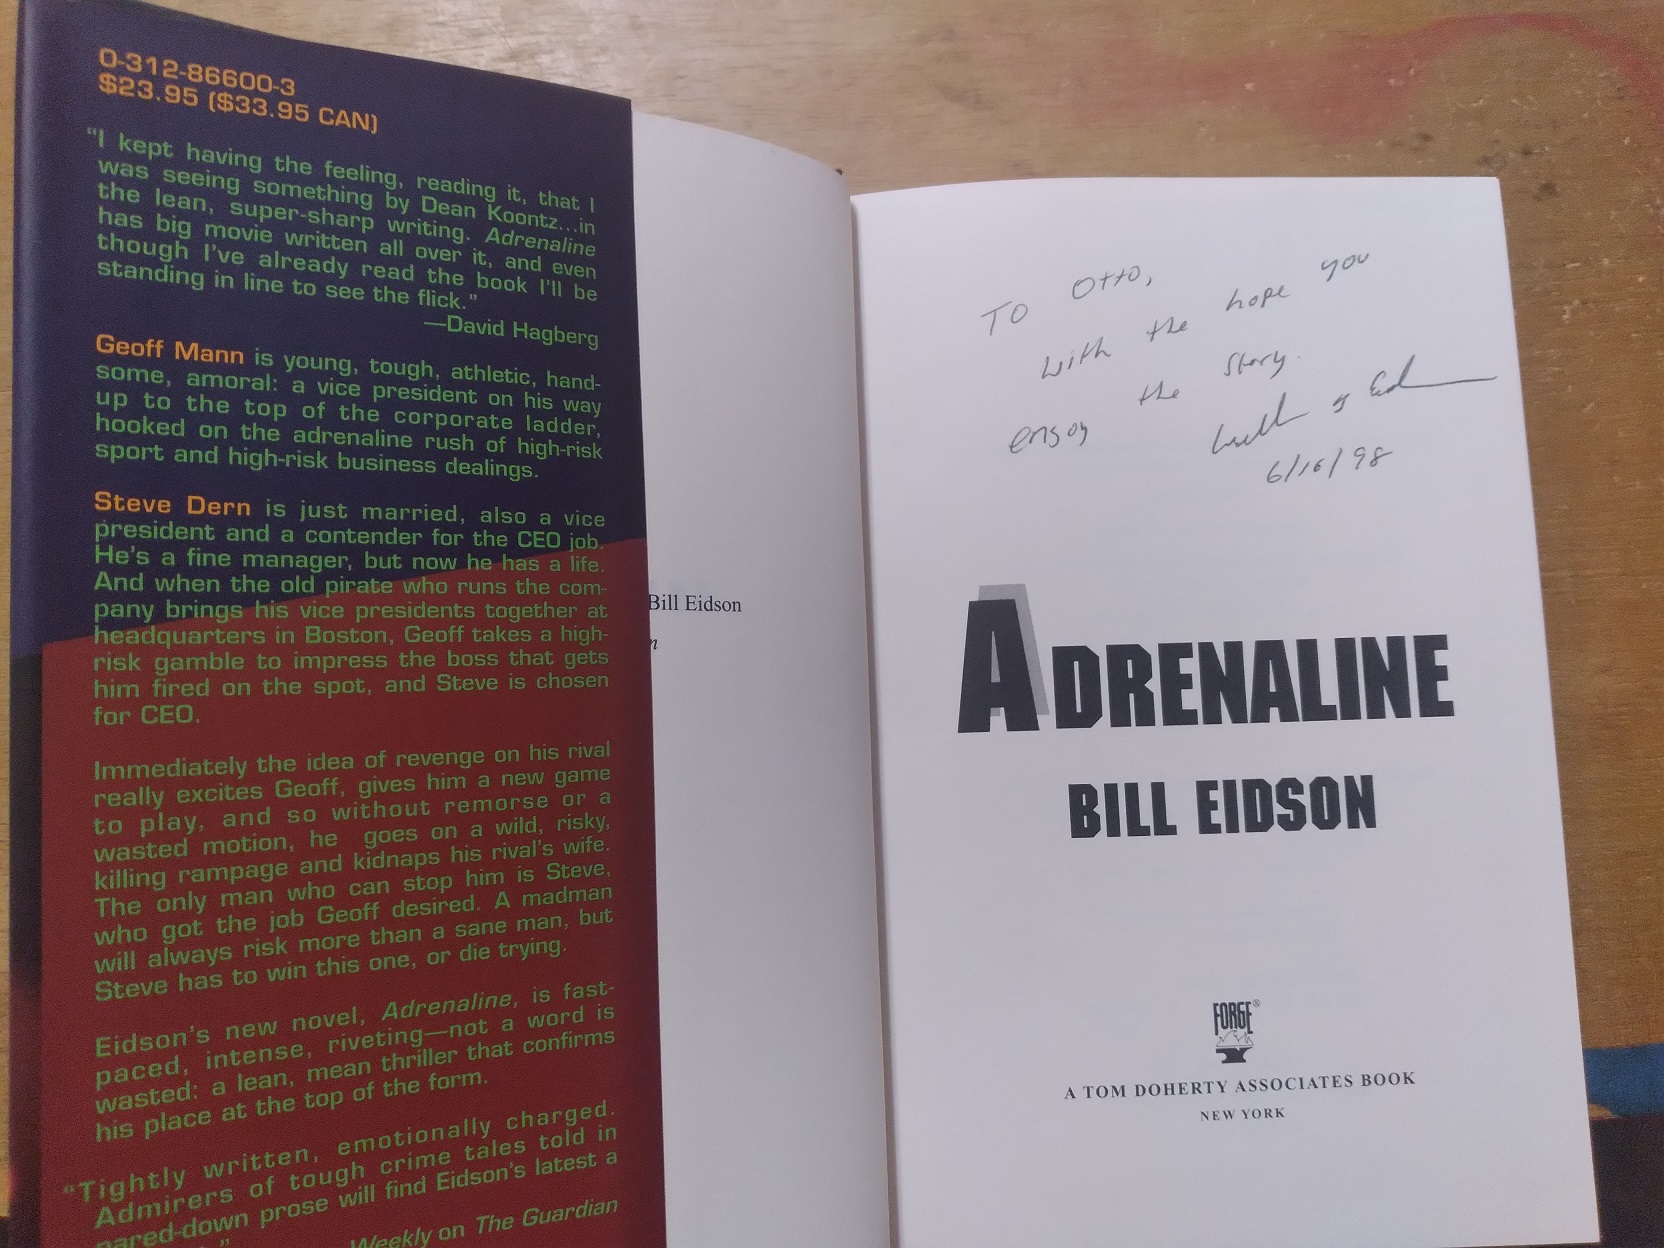 0-312-86600-3
$23.95 ($33.95 CAN)
"I kept having the feeling, reading it, that I
was seeing something by Dean Koontz...in
the lean, super-sharp writing. Adrenaline
has big movie written all over it, and even
though I've already read the book I'll be
standing in line to see the flick."
—David Hagberg
Geoff Mann is young, tough, athletic, hand-
some, amoral: a vice president on his way
up to the top of the corporate ladder,
hooked on the adrenaline rush of high-risk
sport and high-risk business dealings.
Steve Dern is just married, also a vice
president and a contender for the CEO job.
He's a fine manager, but now he has a life.
And when the old pirate who runs the com-
pany brings his vice presidents together at
headquarters in Boston, Geoff takes a high-
risk gamble to impress the boss that gets
him fired on the spot, and Steve is chosen
for CEO.
Immediately the idea of revenge on his rival
really excites Geoff, gives him a new game
to play, and so without remorse or a
wasted motion, he goes on a wild, risky,
killing rampage and kidnaps his rival's wife.
The only man who can stop him is Steve,
who got the job Geoff desired. A madman
will always risk more than a sane man, but
Steve has to win this one, or die trying.
Eidson's new novel, Adrenaline, is fast-
paced, intense, riveting—not a word is
wasted: a lean, mean thriller that confirms
his place at the top of the form.
"Tightly written, emotionally charged.
Admirers of tough crime tales told in
pared-down prose will find Eidson's latest a
Weekly on The Guardian
Bill Eidson
To Otto,
with the hope you
enjoy the story.
6/16/98
ADRENALINE
BILL EIDSON
FORGE®
A TOM DOHERTY ASSOCIATES BOOK
NEW YORK